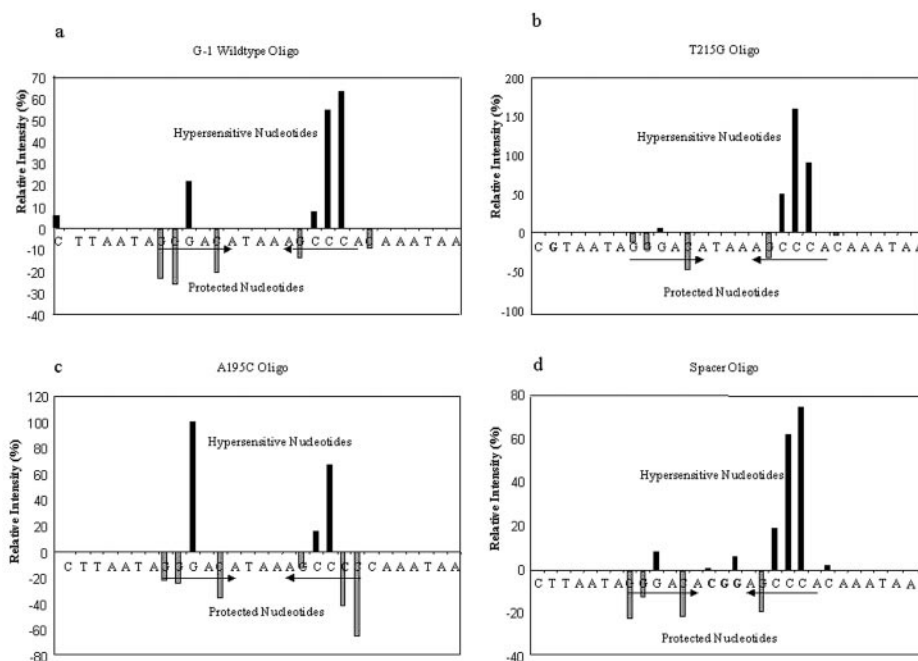 a
G-1 Wildtype Oligo
Relative Intensity (%)
70
60
50
40
30
20
10
0
-10
-20
-30
-40
Hypersensitive Nucleotides
C T T A A T A G G G A C A T A A A G C C C A C A A A T A A
Protected Nucleotides
b
T215G Oligo
Relative Intensity (%)
200
150
100
50
0
-50
-100
Hypersensitive Nucleotides
C G T A A T A G G G A C A T A A A G C C C A C A A A T A A
Protected Nucleotides
c
A195C Oligo
Relative Intensity (%)
120
100
80
60
40
20
0
-20
-40
-60
-80
Hypersensitive Nucleotides
C T T A A T A G G G A C A T A A A G C C C C C A A A T A A
Protected Nucleotides
d
Spacer Oligo
Relative Intensity (%)
80
60
40
20
0
-20
-40
Hypersensitive Nucleotides
C T T A A T A G G G A C A C G G A G C C C A C A A A T A A
Protected Nucleotides